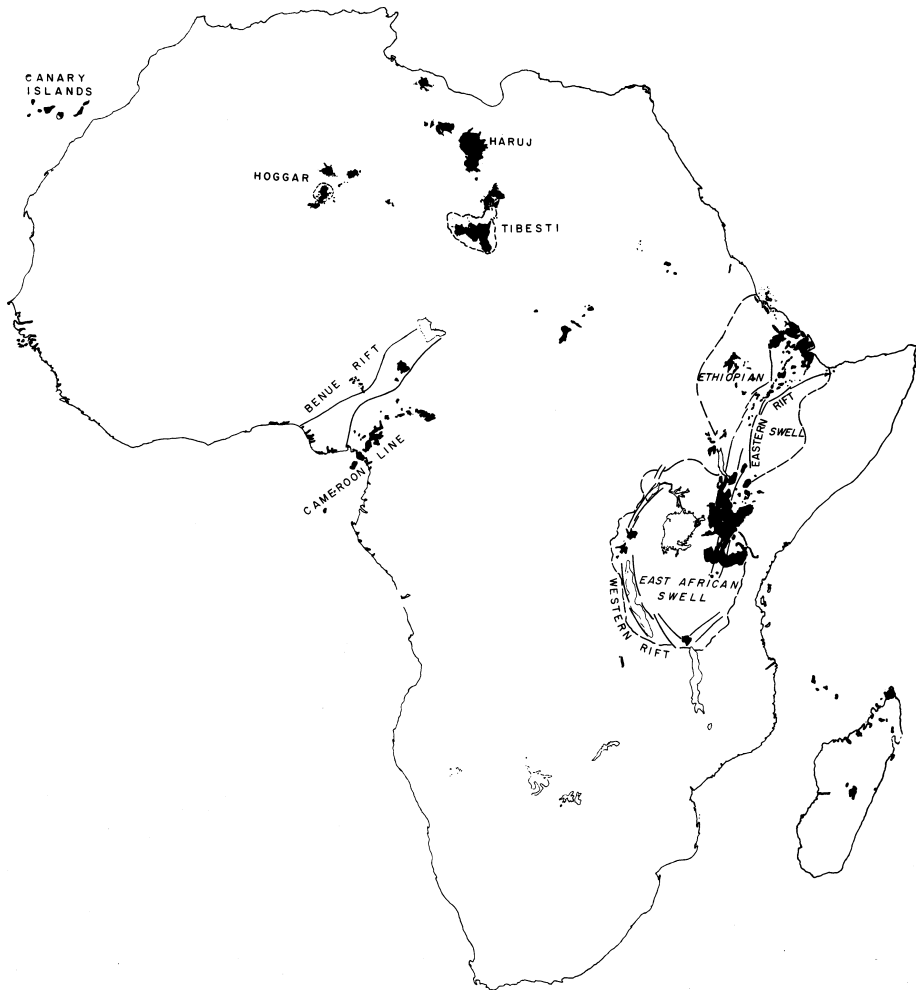 CANARY
ISLANDS
HARUJ
HOGGAR
TIBESTI
BENUE RIFT
CAMEROON LINE
ETHIOPIAN
SWELL
EASTERN RIFT
EAST AFRICAN
SWELL
WESTERN RIFT